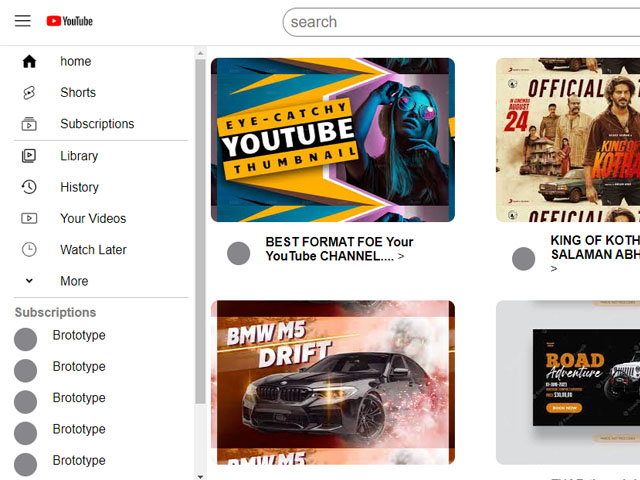 YouTube
search
home
Shorts
Subscriptions
Library
History
Your Videos
Watch Later
More
Subscriptions
Brototype
Brototype
Brototype
Brototype
Brototype
EYE-CATCHY
YOUTUBE
THUMBNAIL
BEST FORMAT FOE Your
YouTube CHANNEL.... >
OFFICIAL
IN CINEMAS
AUGUST
24
KING OF
KOTHA
OFFICIAL
KING OF KOTH
SALAMAN ABH
>
BMW M5
DRIFT
BMW M5
ROAD
Adventure
BOOK NOW